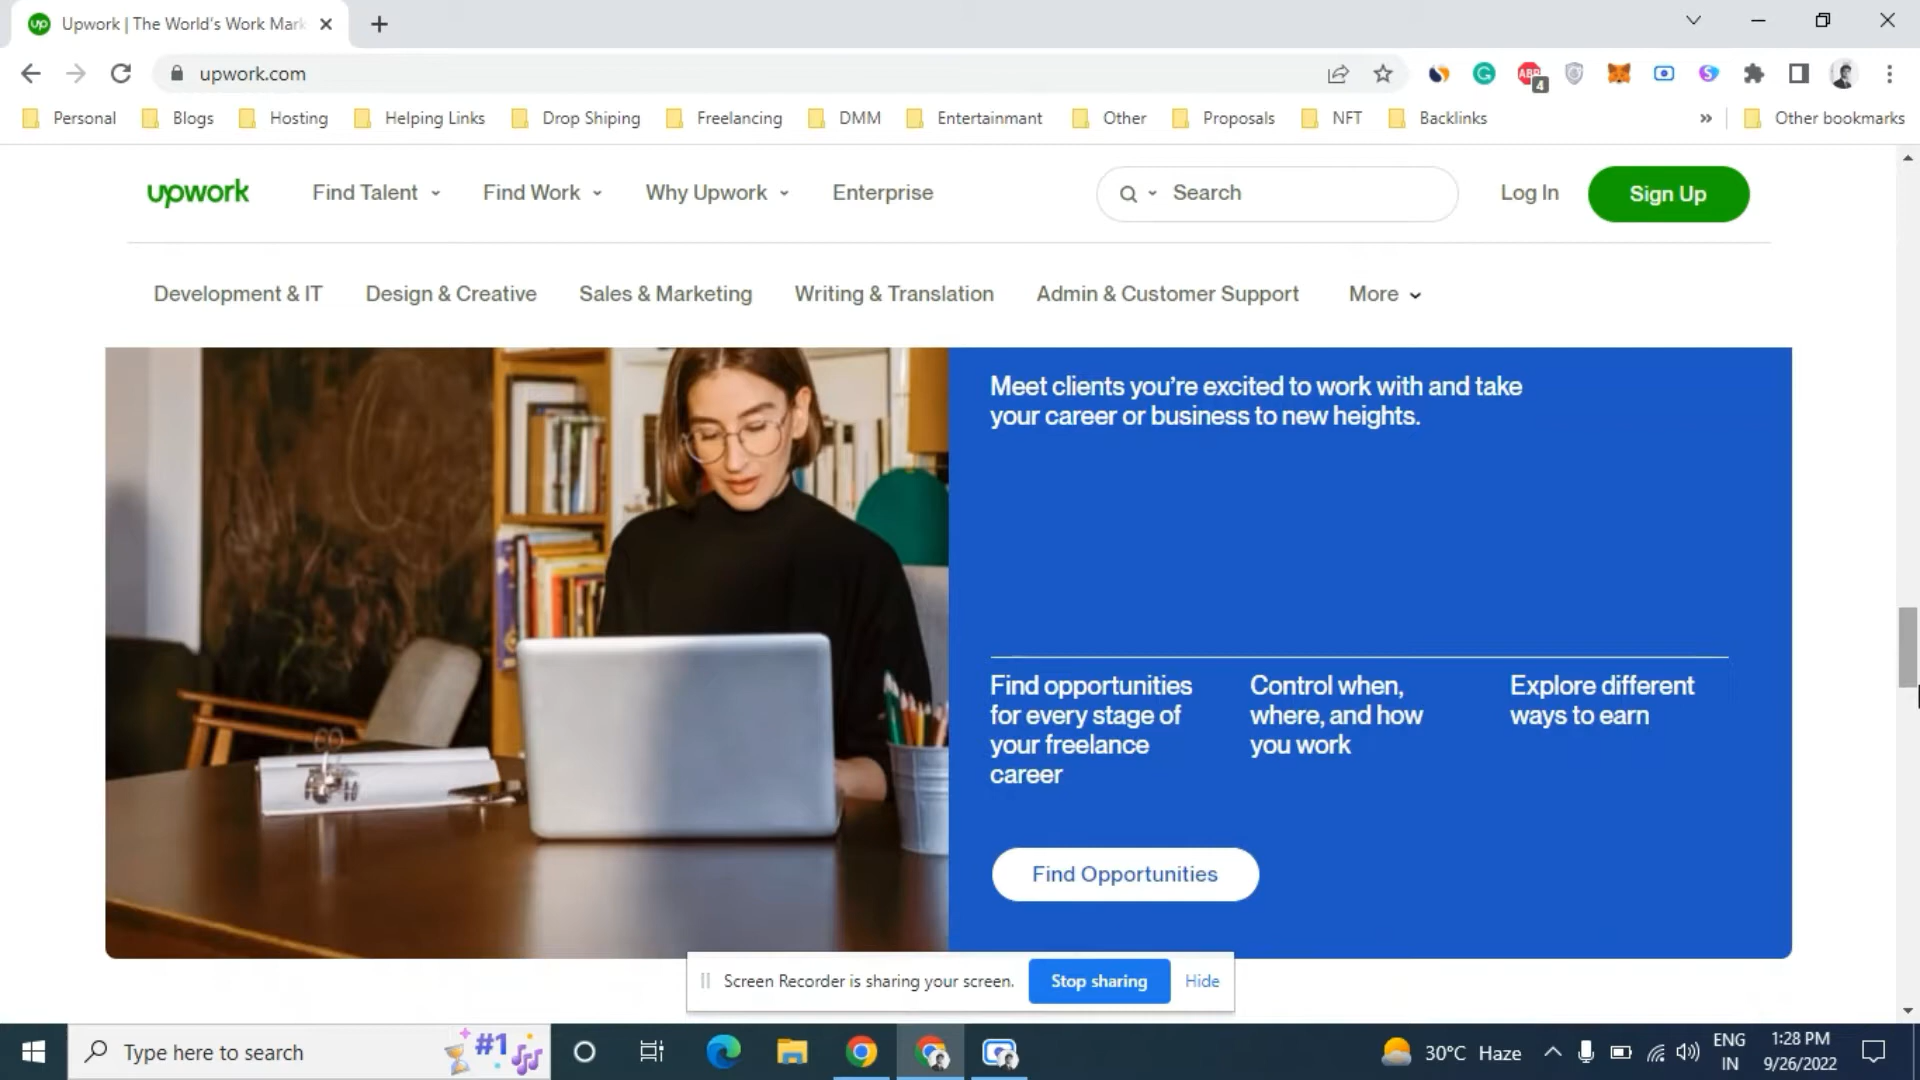 up Upwork | The World's Work Mark
upwork.com
ABP 4
Personal Blogs Hosting Helping Links Drop Shiping Freelancing DMM Entertainmant Other Proposals NFT Backlinks » Other bookmarks
upwork Find Talent Find Work Why Upwork Enterprise Search Log In Sign Up
Development & IT Design & Creative Sales & Marketing Writing & Translation Admin & Customer Support More
Meet clients you're excited to work with and take
your career or business to new heights.
Find opportunities
for every stage of
your freelance
career
Control when,
where, and how
you work
Explore different
ways to earn
Find Opportunities
Screen Recorder is sharing your screen. Stop sharing Hide
Type here to search #1
30°C Haze
ENG
IN
1:28 PM
9/26/2022